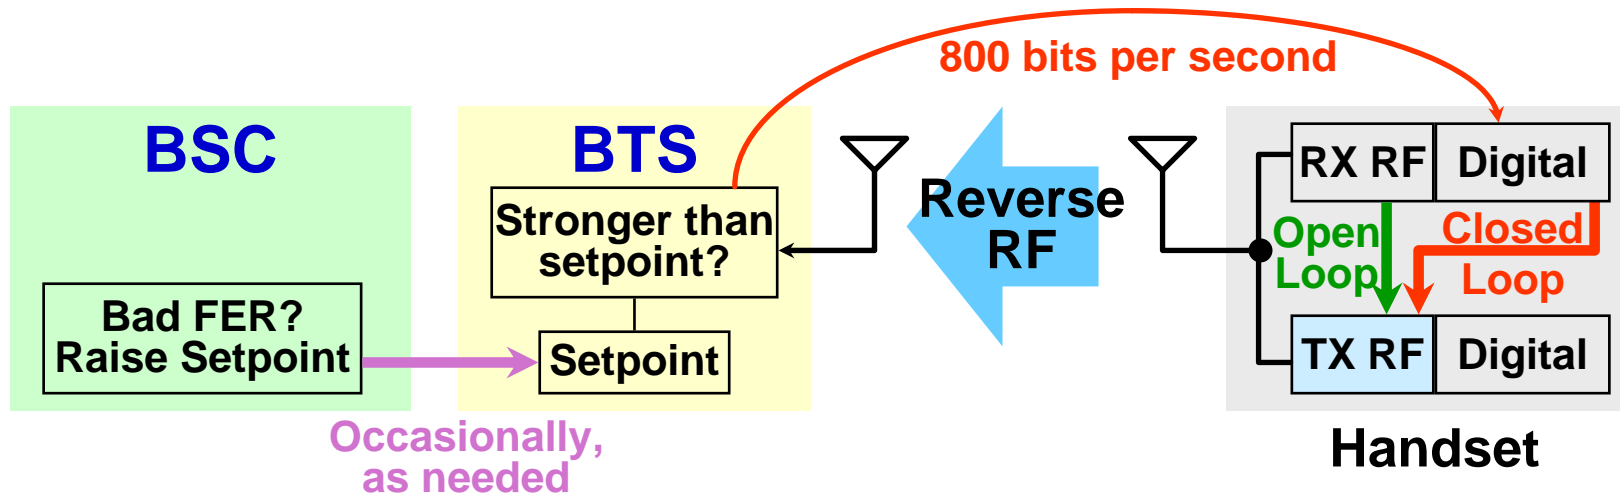 800 bits per second
BSC
BTS
Stronger than
setpoint?
Bad FER?
Raise Setpoint
Setpoint
Occasionally,
as needed
Reverse
RF
RX RF
Digital
Open
Loop
Closed
Loop
TX RF
Digital
Handset